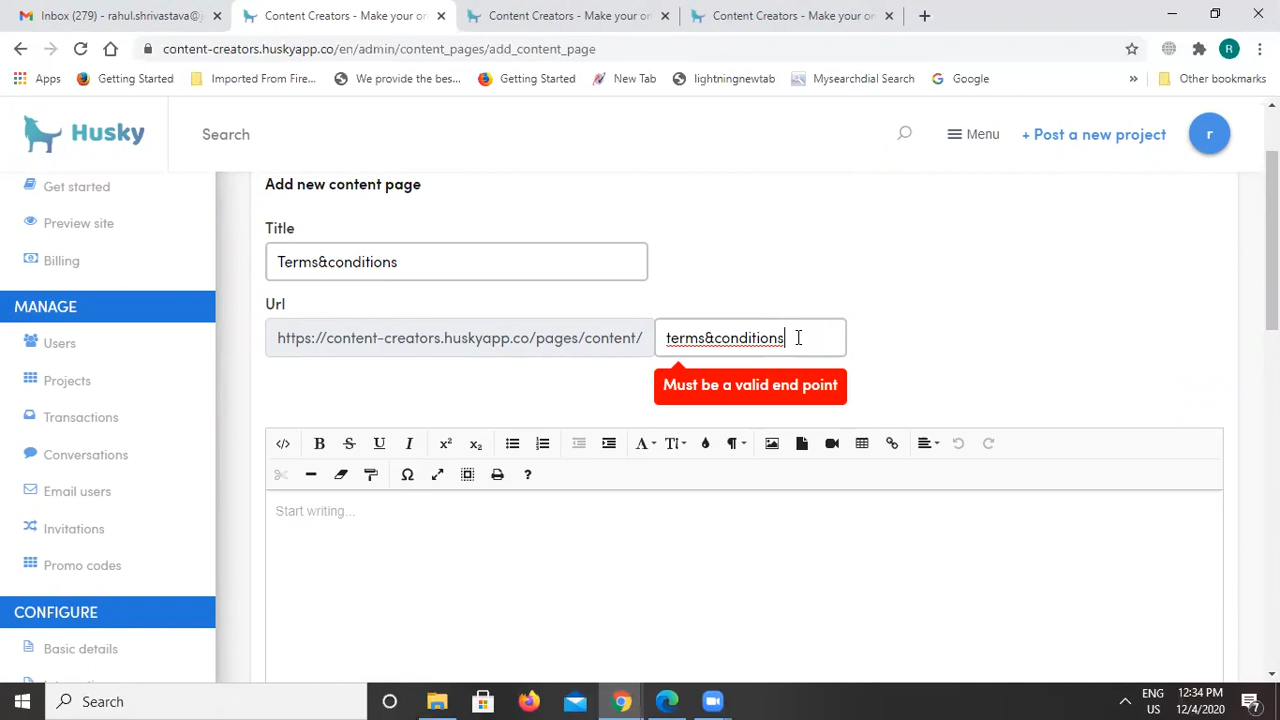 Inbox (279) - rahul.shrivastava@
Content Creators - Make your on
Content Creators - Make your on
Content Creators - Make your on
content-creators.huskyapp.co/en/admin/content_pages/add_content_page
Apps
Getting Started
Imported From Fire...
We provide the best...
Getting Started
New Tab
lightningnewtab
Mysearchdial Search
Google
»
Other bookmarks
R
Husky
Search
Menu
+ Post a new project
r
Get started
Preview site
Billing
MANAGE
Users
Projects
Transactions
Conversations
Email users
Invitations
Promo codes
CONFIGURE
Basic details
Add new content page
Title
Terms&conditions
Url
https://content-creators.huskyapp.co/pages/content/
terms&conditions
Must be a valid end point
Start writing...
Search
ENG
US
12:34 PM
12/4/2020
7